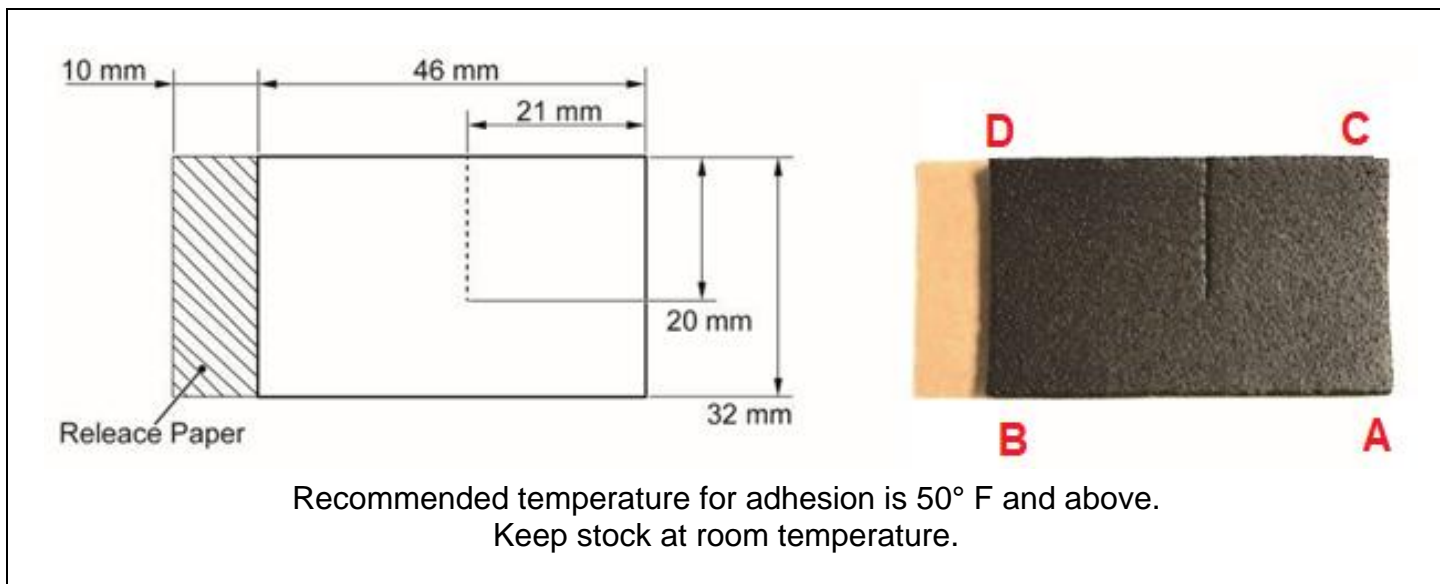 10 mm
46 mm
21 mm
20 mm
32 mm
Releace Paper
D
C
B
A
Recommended temperature for adhesion is 50° F and above.
Keep stock at room temperature.